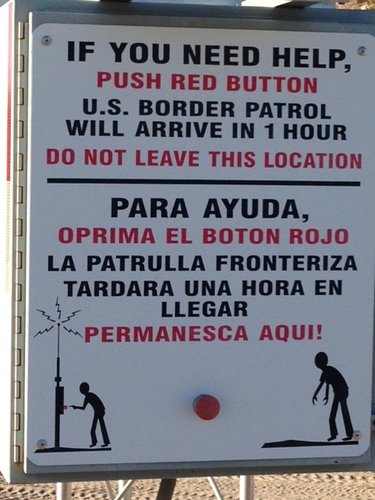 IF YOU NEED HELP,
PUSH RED BUTTON
U.S. BORDER PATROL
WILL ARRIVE IN 1 HOUR
DO NOT LEAVE THIS LOCATION
PARA AYUDA,
OPRIMA EL BOTON ROJO
LA PATRULLA FRONTERIZA
TARDARA UNA HORA EN
LLEGAR
PERMANESCA AQUI!